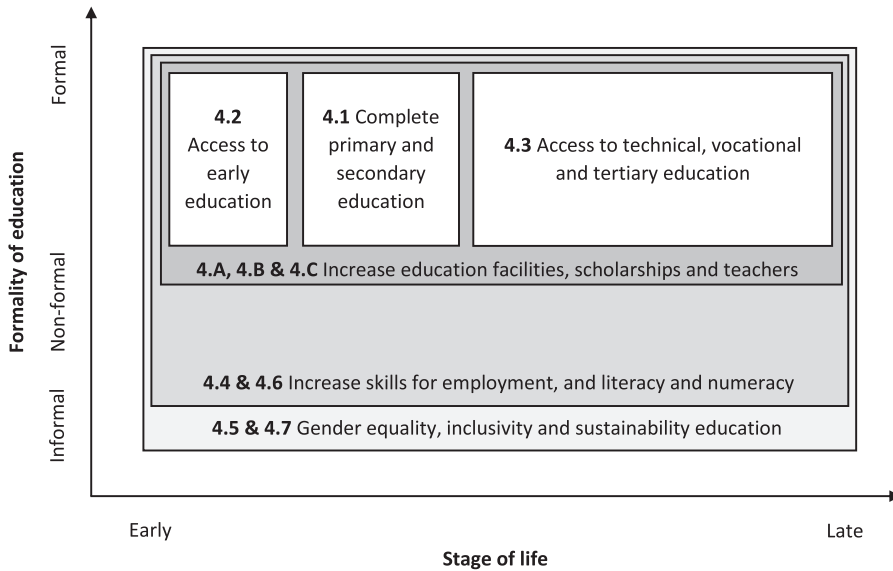 Formality of education
Formal
Non-formal
Informal
4.2
Access to
early
education
4.1 Complete
primary and
secondary
education
4.3 Access to technical, vocational
and tertiary education
4.A, 4.B & 4.C Increase education facilities, scholarships and teachers
4.4 & 4.6 Increase skills for employment, and literacy and numeracy
4.5 & 4.7 Gender equality, inclusivity and sustainability education
Early
Late
Stage of life